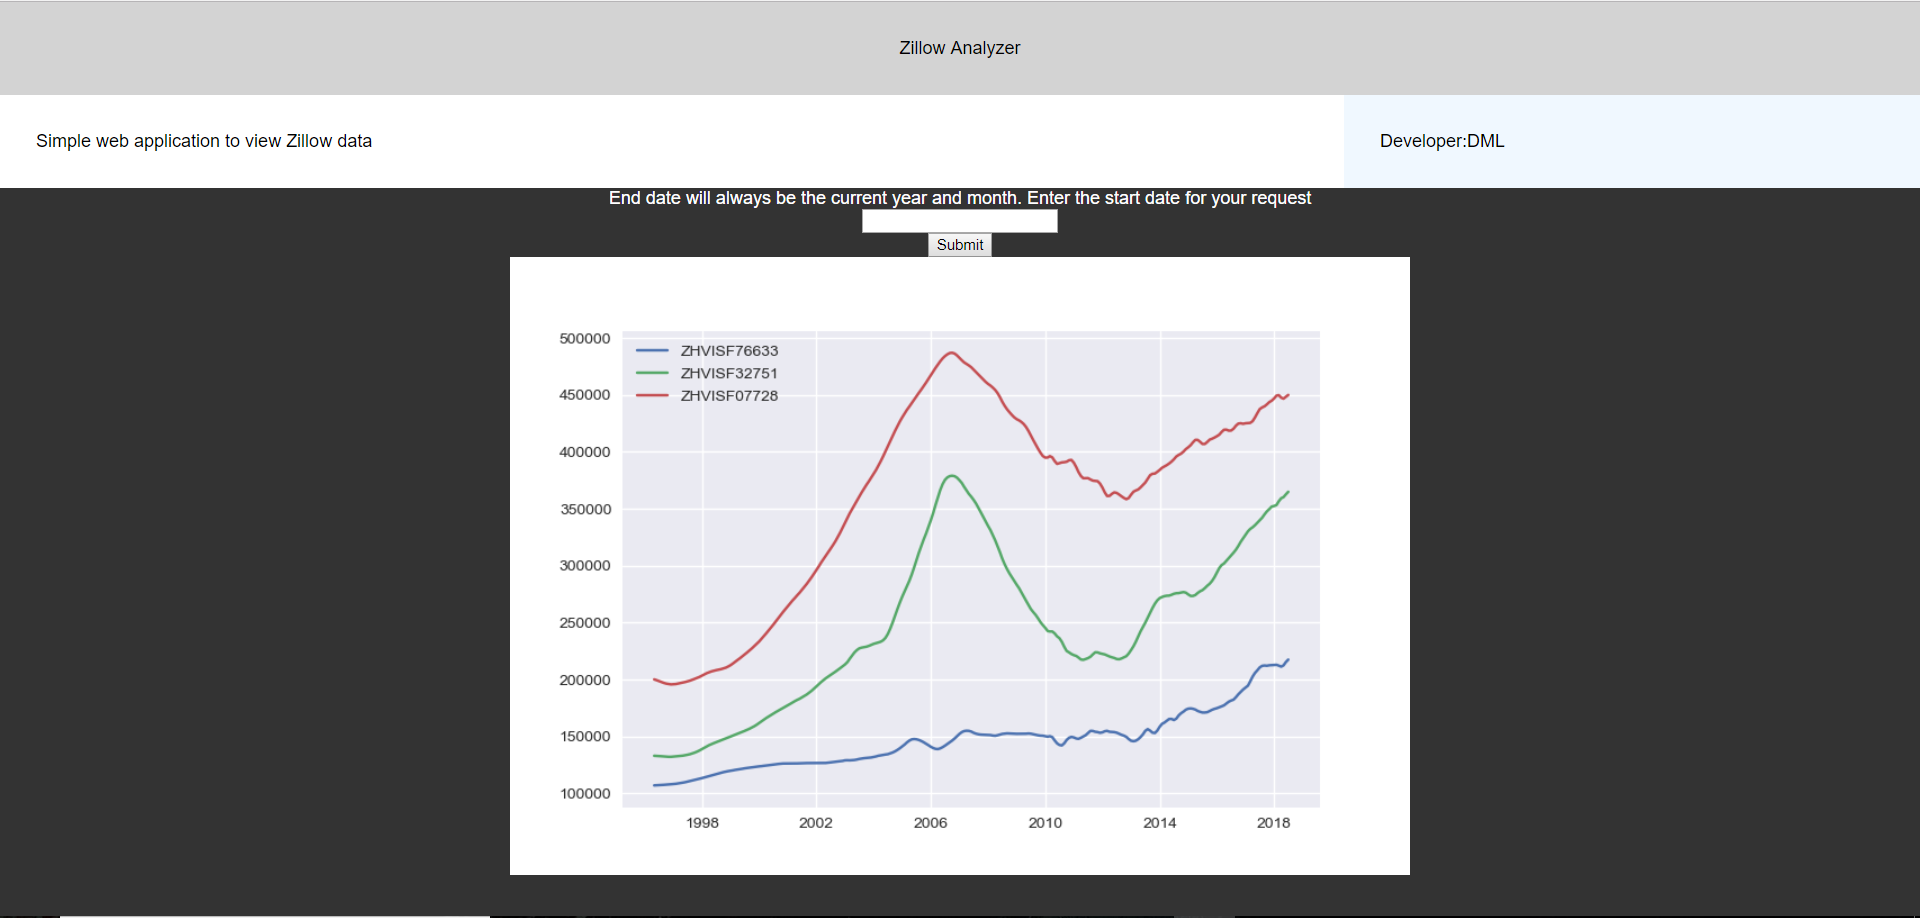 Zillow Analyzer
Simple web application to view Zillow data
Developer:DML
End date will always be the current year and month. Enter the start date for your request
Submit
500000
450000
400000
350000
300000
250000
200000
150000
100000
ZHVISF76633
ZHVISF32751
ZHVISF07728
1998 2002 2006 2010 2014 2018